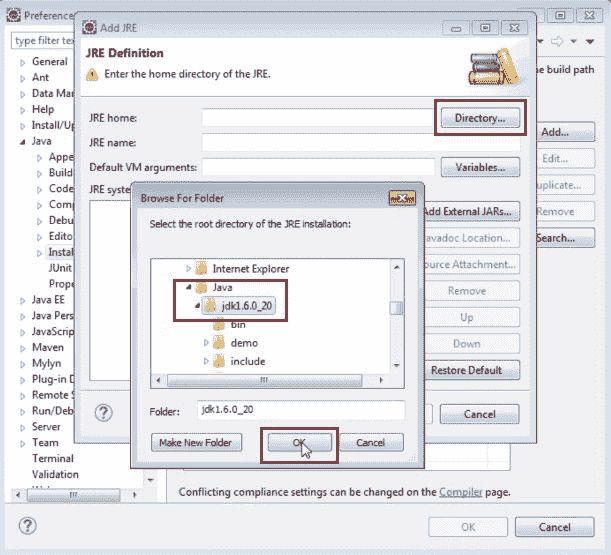 Preference
Add JRE
type filter tex
JRE Definition
Enter the home directory of the JRE.
JRE home:
Directory...
JRE name:
Default VM arguments:
Variables...
JRE system
General
Ant
Data Ma
Help
Install/Up
Java
Appe
Build
Code
Comp
Debu
Edito
Install
JUnit
Prope
Java EE
Java Pers
JavaScrip
Maven
Mylyn
Plug-in D
Remote S
Run/Deb
Server
Team
Terminal
Validation
Web
he build path
Add...
Edit...
uplicate...
Remove
Search...
Add External JARs...
avadoc Location...
ource Attachment...
Remove
Up
Down
Restore Default
Cancel
Browse For Folder
Select the root directory of the JRE installation:
Internet Explorer
Java
jdk1.6.0_20
bin
demo
include
Folder:
jdk1.6.0_20
Make New Folder
OK
Cancel
Conflicting compliance settings can be changed on the Compiler page.
OK
Cancel